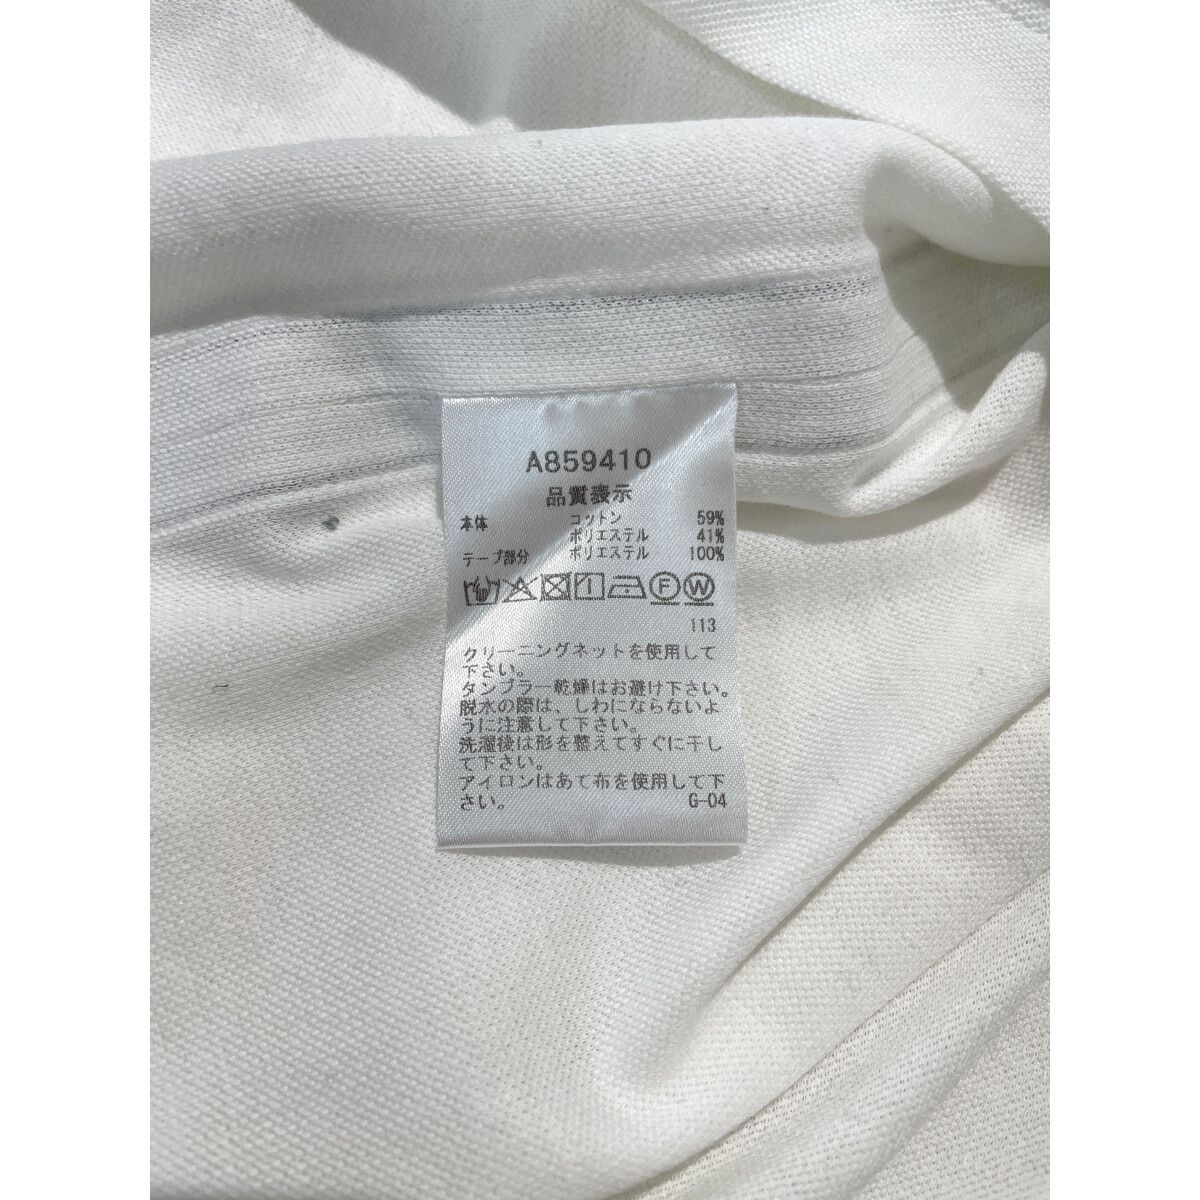 A859410
品質表示
本体 コットン 59%
ポリエステル 41%
テープ部分 ポリエステル 100%
F W
113
クリーニングネットを使用して
下さい。
タンブラー乾燥はお避け下さい。
脱水の際は、しわにならないよ
うに注意して下さい。
洗濯後は形を整えてすぐに干し
て下さい。
アイロンはあて布を使用して下
さい。 G-04